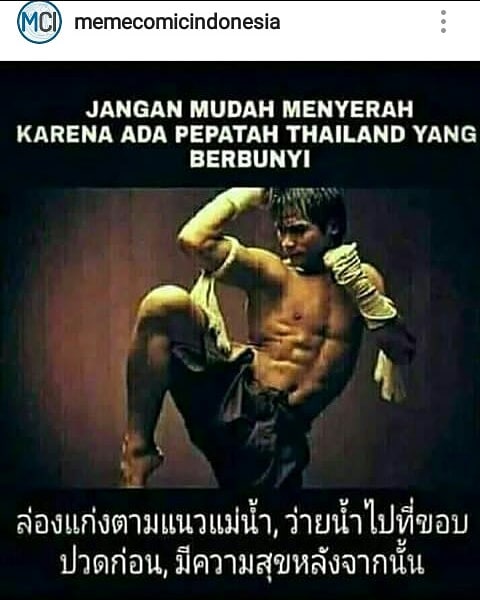 MCI memecomicindonesia
JANGAN MUDAH MENYERAH
KARENA ADA PEPATAH THAILAND YANG
BERBUNYI
ล่องแก่งตามแนวแม่น้ำ, ว่ายน้ำไปที่ขอบ
ปวดก่อน, มีความสุขหลังจากนั้น